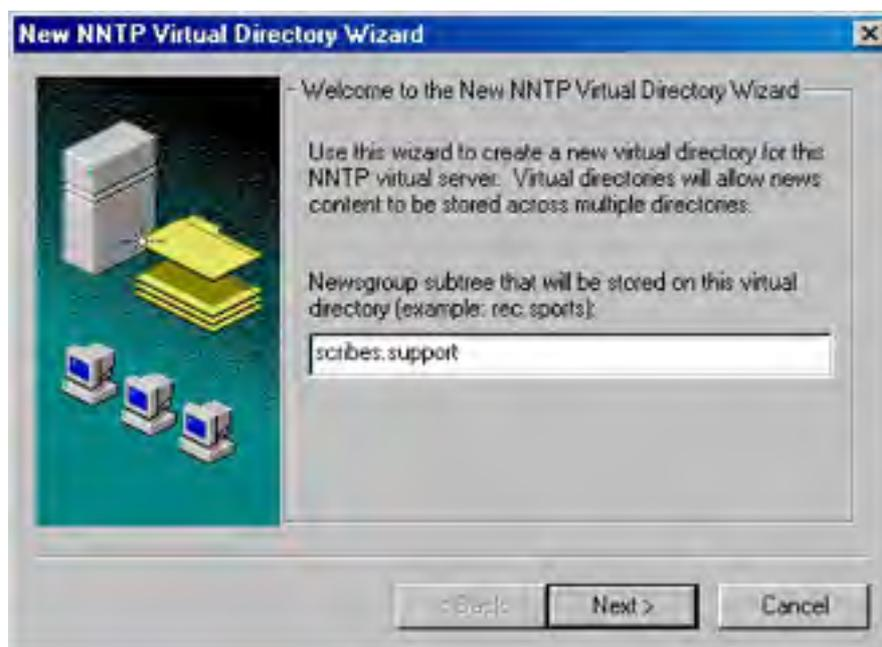 New NNTP Virtual Directory Wizard
Welcome to the New NNTP Virtual Directory Wizard
Use this wizard to create a new virtual directory for this
NNTP virtual server. Virtual directories will allow news
content to be stored across multiple directories.
Newsgroup subtree that will be stored on this virtual
directory (example: rec.sports):
scribes.support
< Back
Next >
Cancel